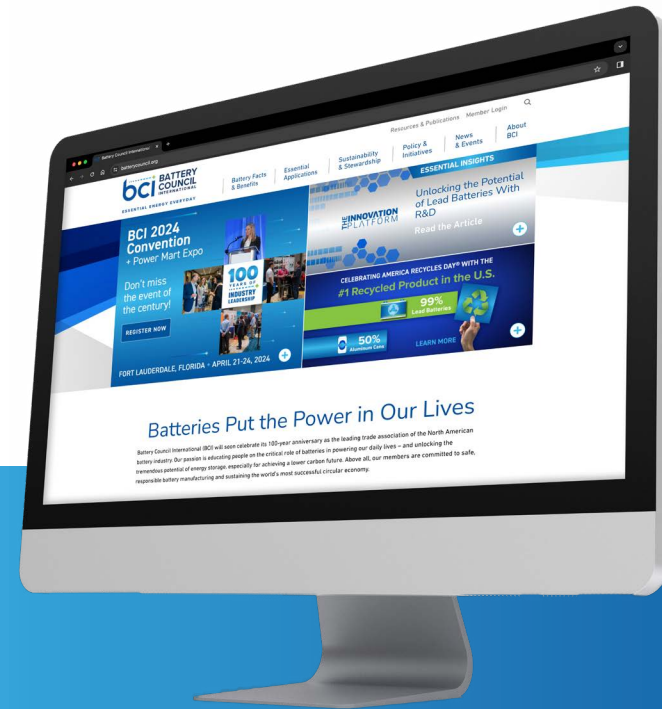 Battery Council International
batterycouncil.org
Resources & Publications Member Login
bci BATTERY
COUNCIL
INTERNATIONAL
ESSENTIAL ENERGY EVERYDAY
Battery Facts
& Benefits
Essential
Applications
Sustainability
& Stewardship
Policy &
Initiatives
News
& Events
About
BCI
BCI 2024
Convention
+ Power Mart Expo
Don't miss
the event of
the century!
REGISTER NOW
100
YEARS OF
INDUSTRY
LEADERSHIP
FORT LAUDERDALE, FLORIDA • APRIL 21-24, 2024
ESSENTIAL INSIGHTS
THE INNOVATION
PLATFORM
Unlocking the Potential
of Lead Batteries With
R&D
Read the Article
CELEBRATING AMERICA RECYCLES DAY® WITH THE
#1 Recycled Product in the U.S.
99%
Lead Batteries
50%
Aluminum Cans
LEARN MORE
Batteries Put the Power in Our Lives
Battery Council International (BCI) will soon celebrate its 100-year anniversary as the leading trade association of the North American
battery industry. Our passion is educating people on the critical role of batteries in powering our daily lives – and unlocking the
tremendous potential of energy storage, especially for achieving a lower carbon future. Above all, our members are committed to safe,
responsible battery manufacturing and sustaining the world's most successful circular economy.